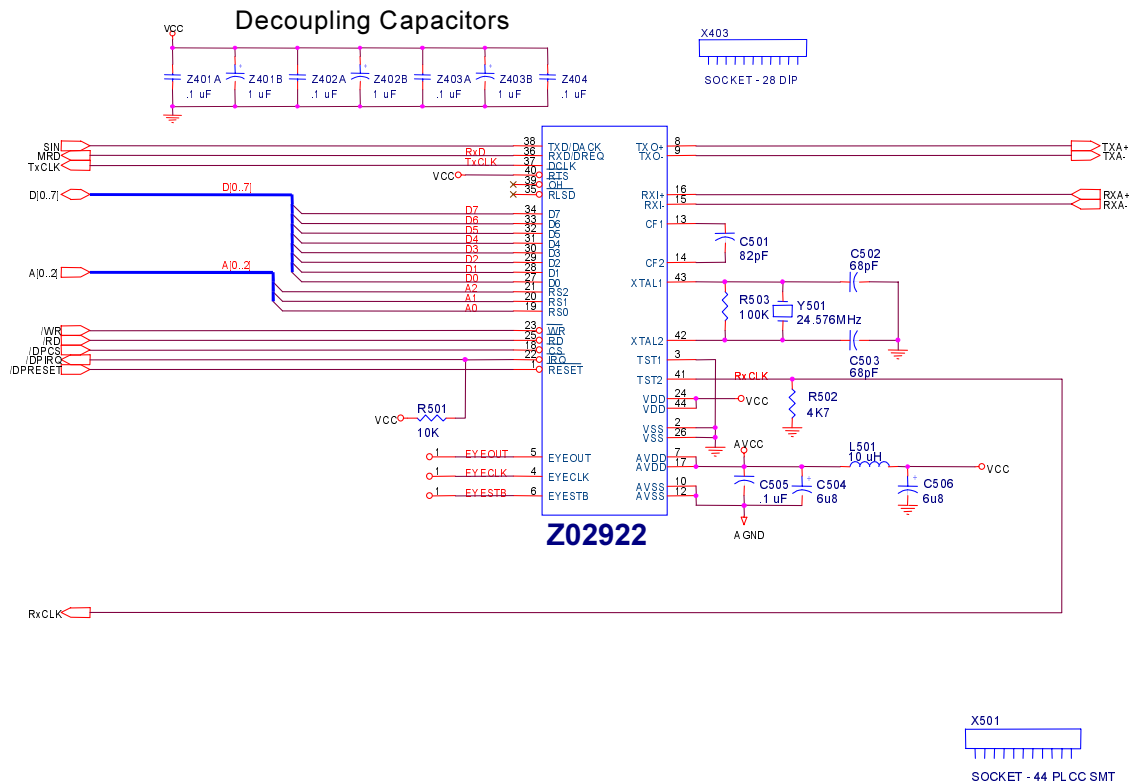 Decoupling Capacitors
VCC
Z401A
.1 uF
Z401B
1 uF
Z402A
.1 uF
Z402B
1 uF
Z403A
.1 uF
Z403B
1 uF
Z404
.1 uF
X403
SOCKET - 28 DIP
SIN
MRD
TxCLK
D[0..7]
A[0..2]
/WR
/RD
/DPCS
/DPIRQ
/DPRESET
RxD
TxCLK
VCC
D[0..7]
A[0..2]
D7
D6
D5
D4
D3
D2
D1
D0
A2
A1
A0
VCC
R501
10K
1 EYEOUT
1 EYECLK
1 EYESTB
38 TXD/DACK
36 RXD/DREQ
37 DCLK
40 RTS
39 OH
35 RLSD
34 D7
33 D6
32 D5
31 D4
30 D3
29 D2
28 D1
27 D0
21 RS2
20 RS1
19 RS0
23 WR
25 RD
18 CS
22 IRQ
1 RESET
5 EYEOUT
4 EYECLK
6 EYESTB
TXO+ 8
TXO- 9
RXI+ 16
RXI- 15
CF1 13
CF2 14
XTAL1 43
XTAL2 42
TST1 3
TST2 41
VDD 24
VDD 44
VSS 2
VSS 26
AVDD 7
AVDD 17
AVSS 10
AVSS 12
Z02922
TXA+
TXA-
RXA+
RXA-
C501
82pF
C502
68pF
R503
100K
Y501
24.576MHz
C503
68pF
RxCLK
R502
4K7
VCC
AVCC
L501
10 uH
VCC
C505
.1 uF
C504
6u8
C506
6u8
AGND
RxCLK
X501
SOCKET - 44 PLCC SMT